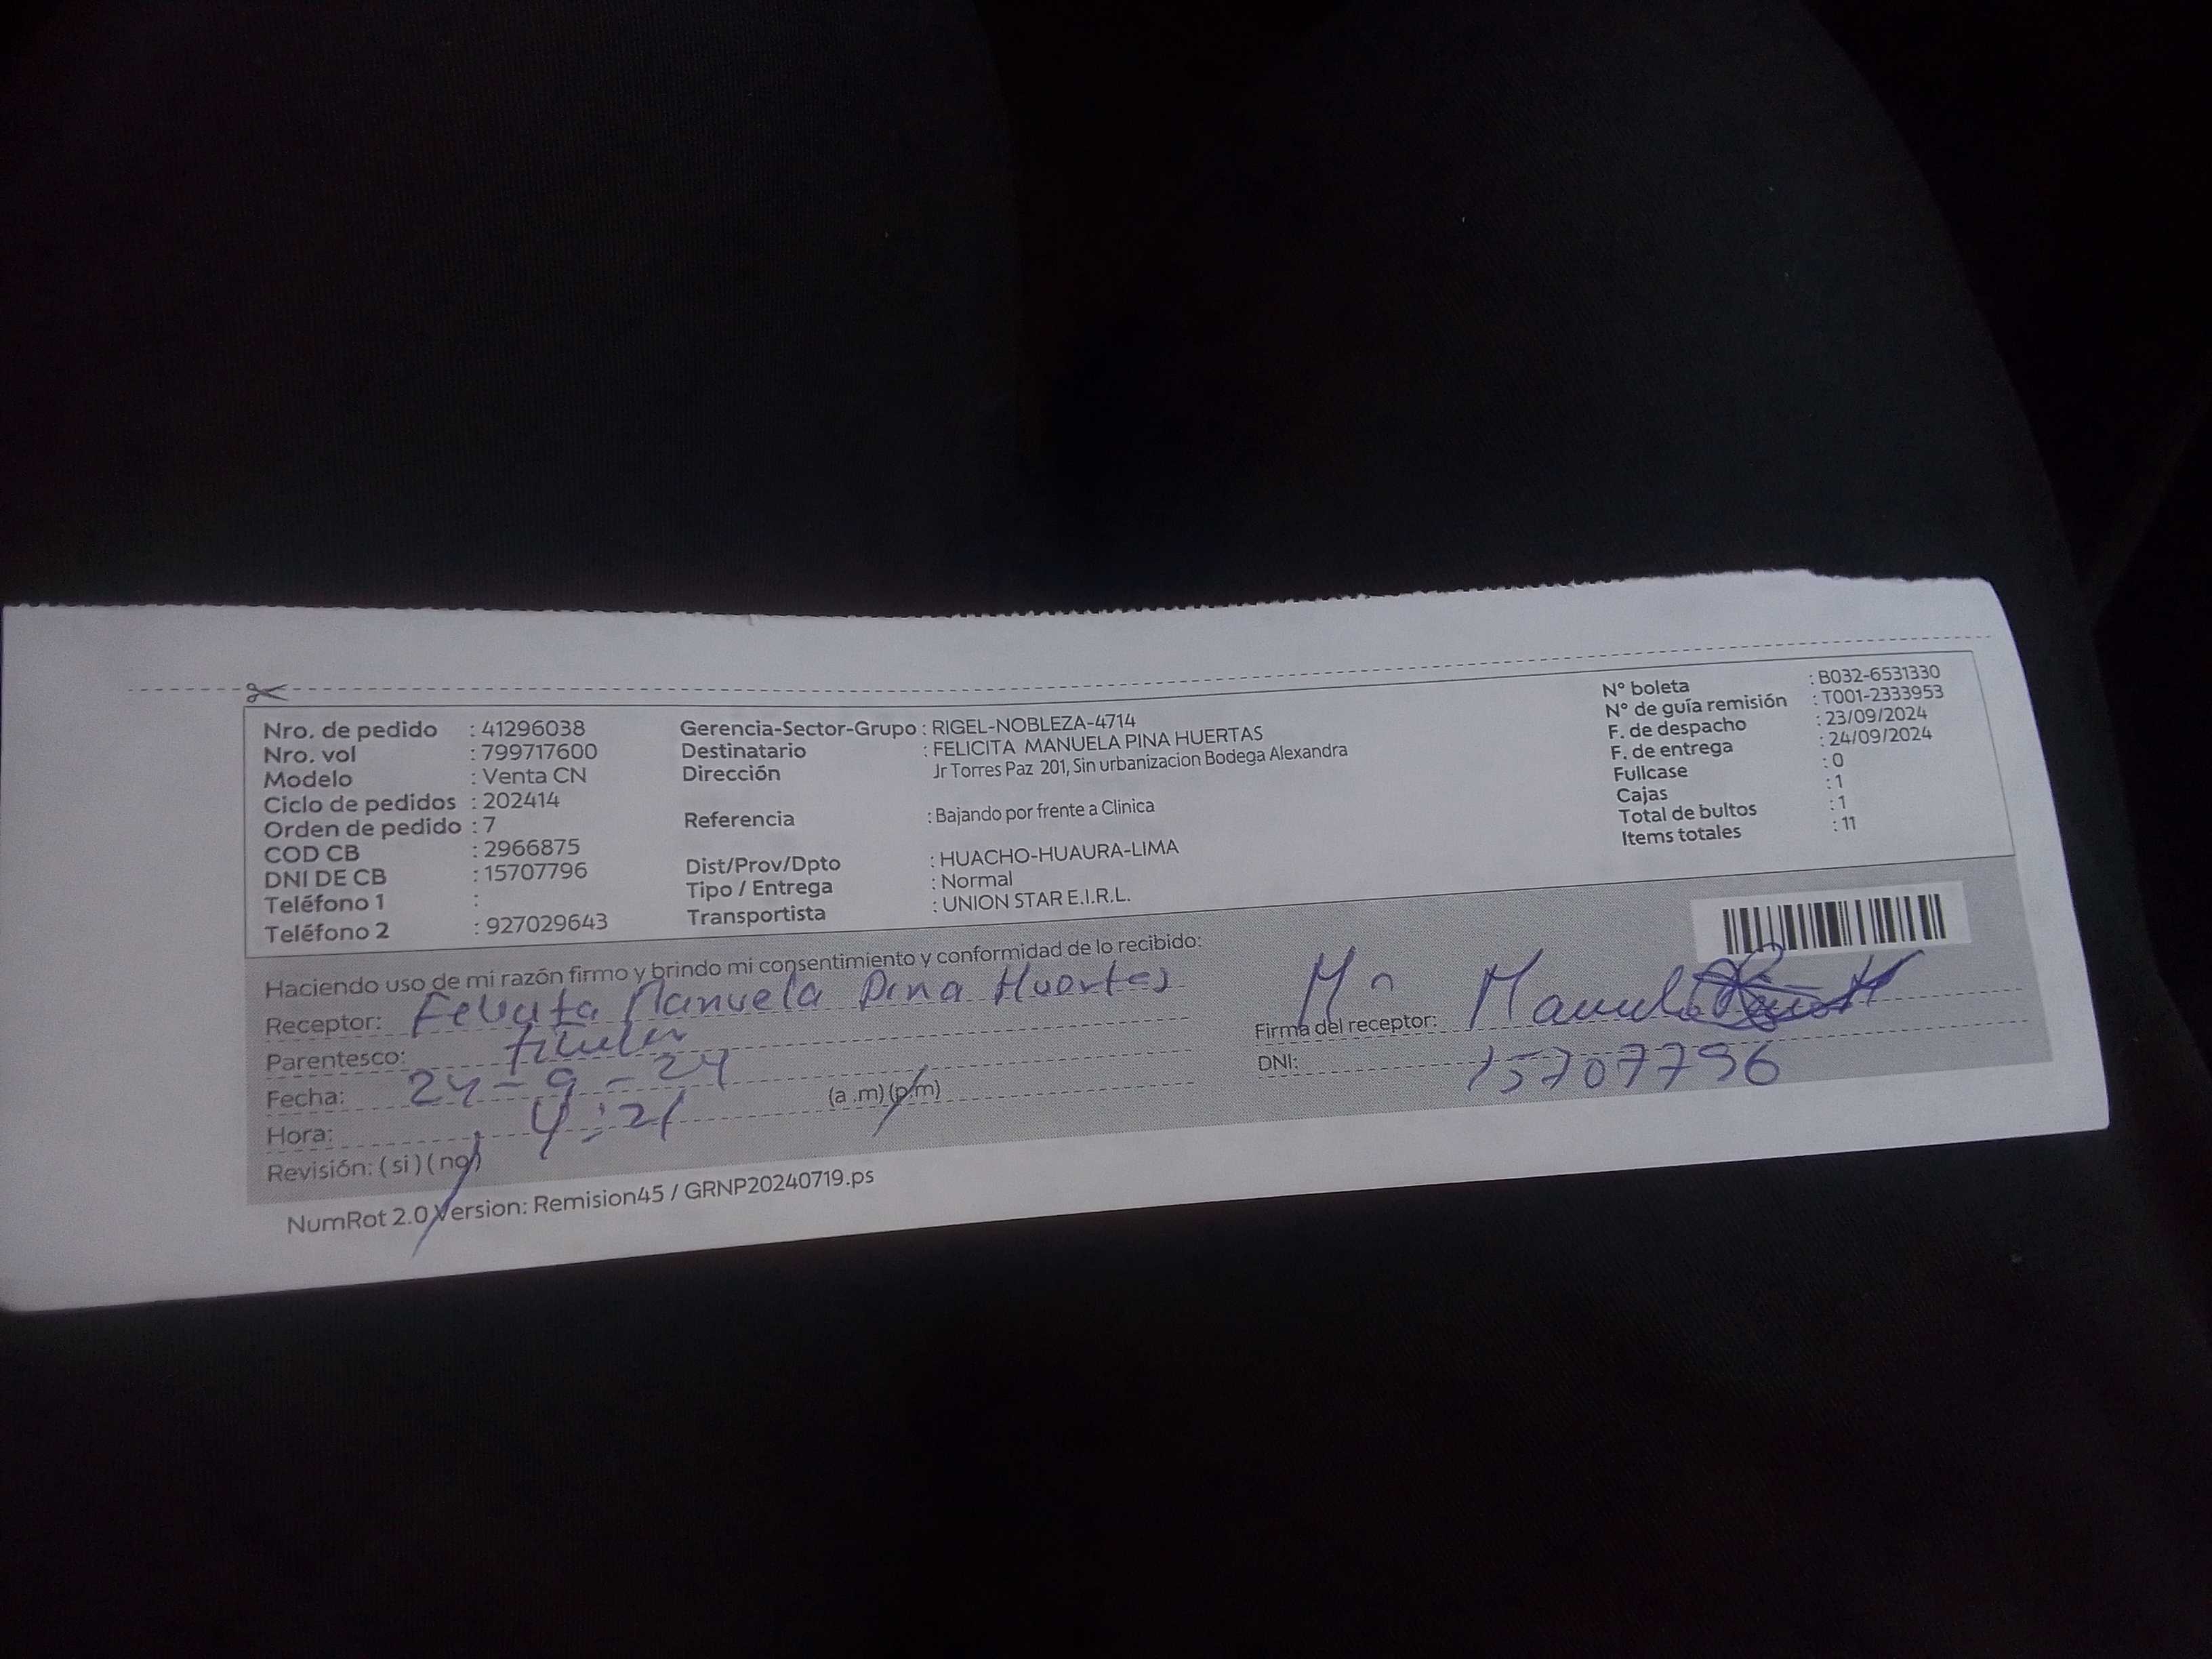 Nro. de pedido : 41296038
Nro. vol : 799717600
Modelo : Venta CN
Ciclo de pedidos : 202414
Orden de pedido : 7
COD CB : 2966875
DNI DE CB : 15707796
Teléfono 1 :
Teléfono 2 : 927029643
Gerencia-Sector-Grupo : RIGEL-NOBLEZA-4714
Destinatario : FELICITA MANUELA PINA HUERTAS
Dirección Jr Torres Paz 201, Sin urbanizacion Bodega Alexandra
Referencia : Bajando por frente a Clinica
Dist/Prov/Dpto : HUACHO-HUAURA-LIMA
Tipo / Entrega : Normal
Transportista : UNION STAR E.I.R.L.
N° boleta : B032-6531330
N° de guía remisión : T001-2333953
F. de despacho : 23/09/2024
F. de entrega : 24/09/2024
Fullcase : 0
Cajas : 1
Total de bultos : 1
Items totales : 11
Haciendo uso de mi razón firmo y brindo mi consentimiento y conformidad de lo recibido:
Receptor: Felicita Manuela Pina Huertas
Parentesco: titular
Fecha: 24-9-24
Hora: 4:21 (a .m) (p.m)
Revisión: ( si ) ( no )
Firma del receptor: Manuela
DNI: 15707796
NumRot 2.0 Version: Remision45 / GRNP20240719.ps